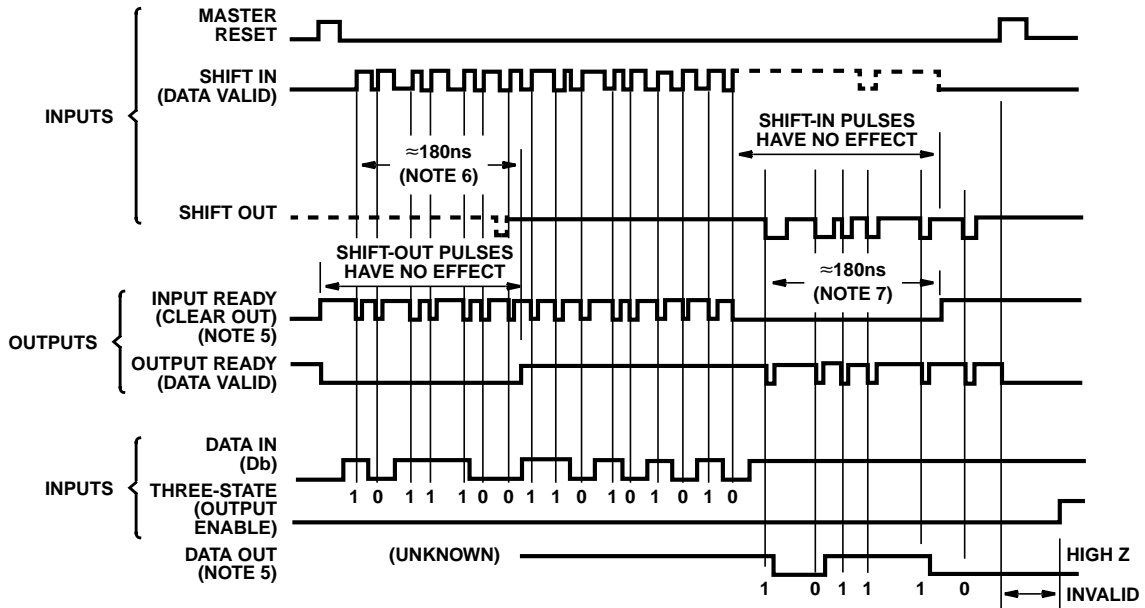 MASTER
RESET
SHIFT IN
(DATA VALID)
INPUTS
SHIFT-IN PULSES
HAVE NO EFFECT
≈180ns
(NOTE 6)
SHIFT OUT
SHIFT-OUT PULSES
HAVE NO EFFECT
≈180ns
(NOTE 7)
INPUT READY
(CLEAR OUT)
(NOTE 5)
OUTPUTS
OUTPUT READY
(DATA VALID)
DATA IN
(Db)
INPUTS
1 0 1 1 1 0 0 1 1 0 1 0 1 0 1 0
THREE-STATE
(OUTPUT
ENABLE)
DATA OUT
(NOTE 5)
(UNKNOWN)
HIGH Z
1 0 1 1 1 0
INVALID